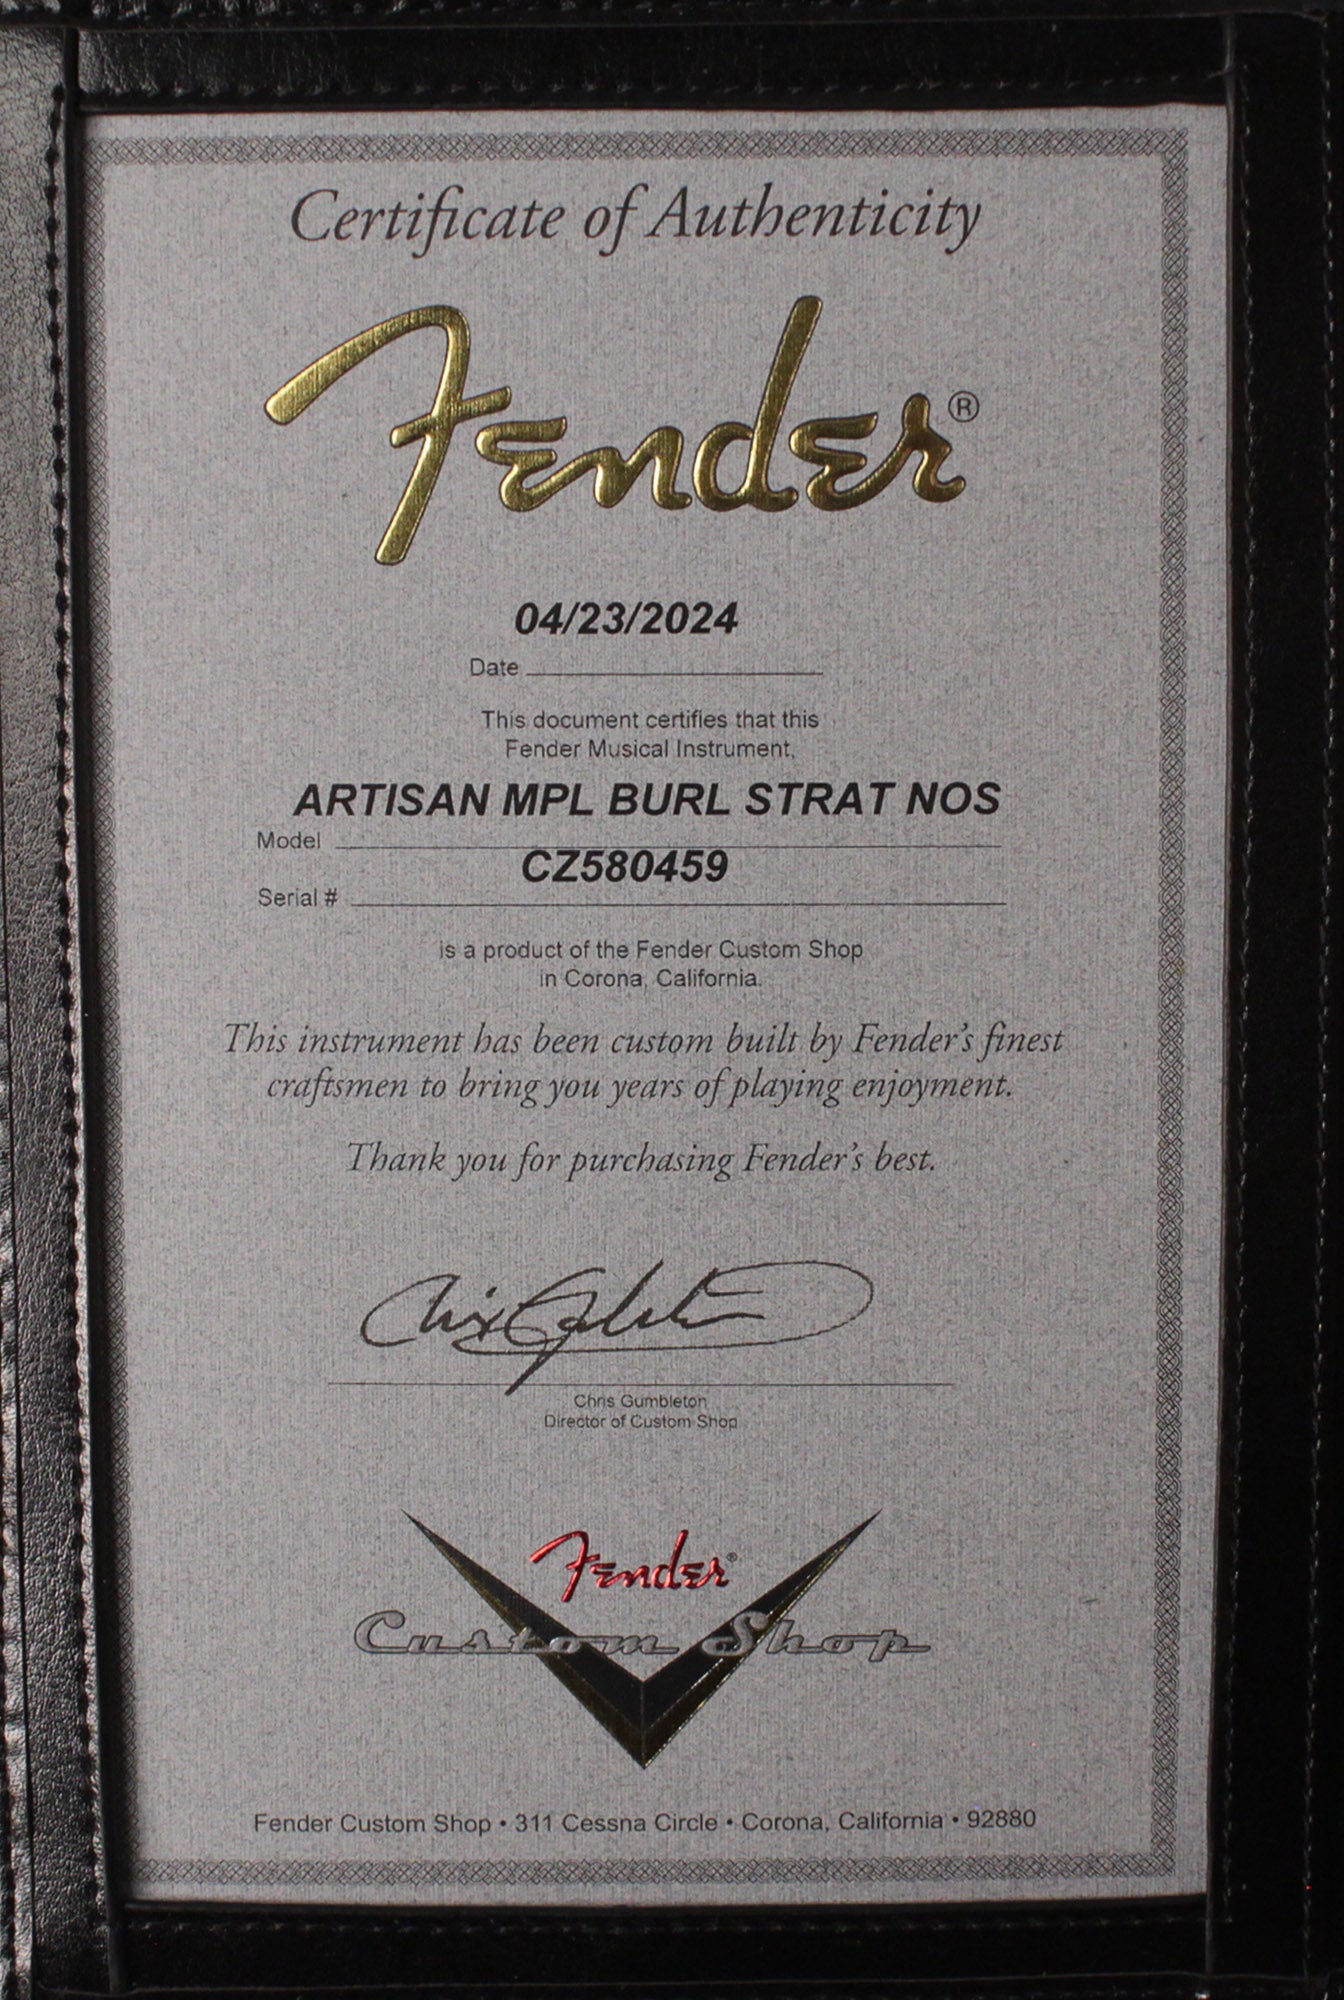 Certificate of Authenticity
Fender®
04/23/2024
Date
This document certifies that this
Fender Musical Instrument,
ARTISAN MPL BURL STRAT NOS
Model
CZ580459
Serial #
is a product of the Fender Custom Shop
in Corona, California.
This instrument has been custom built by Fender's finest
craftsmen to bring you years of playing enjoyment.
Thank you for purchasing Fender's best.
Chris Gumbleton
Director of Custom Shop
Fender®
Custom Shop
Fender Custom Shop • 311 Cessna Circle • Corona, California • 92880